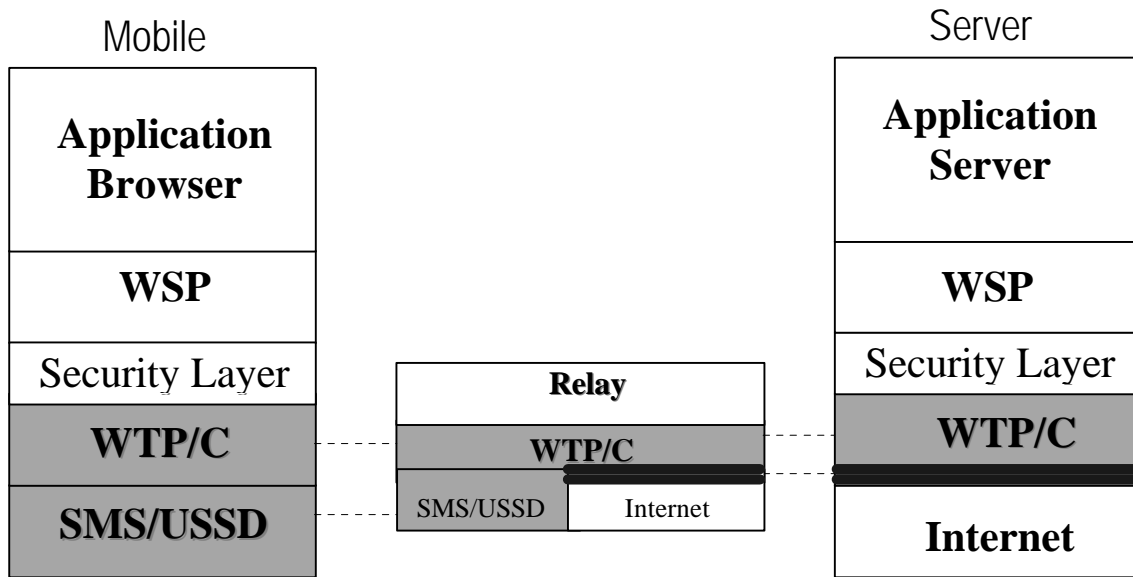 Mobile
Application
Browser
WSP
Security Layer
WTP/C
SMS/USSD
Relay
WTP/C
SMS/USSD
Internet
Server
Application
Server
WSP
Security Layer
WTP/C
Internet